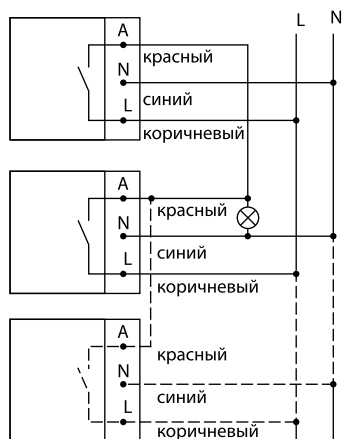 L N
A
красный
N
синий
L
коричневый
A
красный
N
синий
L
коричневый
A
красный
N
синий
L
коричневый